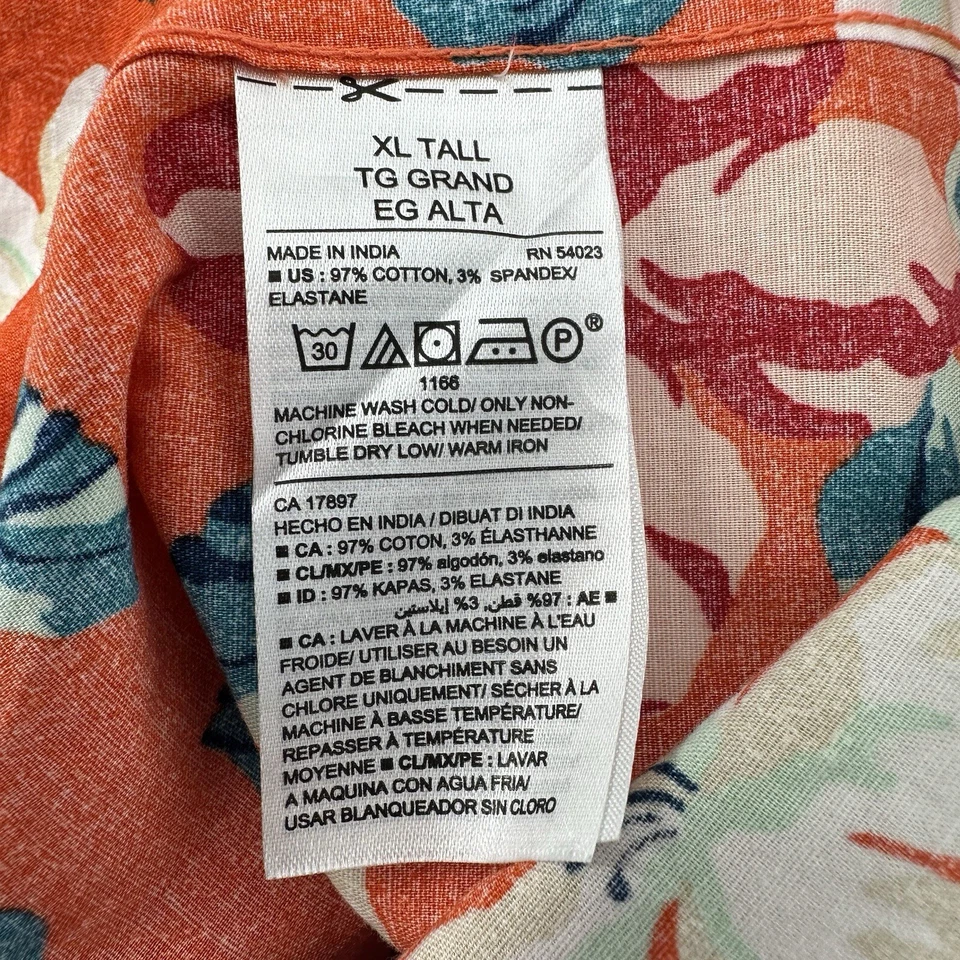 XL TALL
TG GRAND
EG ALTA
MADE IN INDIA RN 54023
■ US : 97% COTTON, 3% SPANDEX/
ELASTANE
30 P ®
1166
MACHINE WASH COLD/ ONLY NON-
CHLORINE BLEACH WHEN NEEDED/
TUMBLE DRY LOW/ WARM IRON
CA 17897
HECHO EN INDIA / DIBUAT DI INDIA
■ CA : 97% COTON, 3% ÉLASTHANNE
■ CL/MX/PE : 97% algodón, 3% elastano
■ ID : 97% KAPAS, 3% ELASTANE
■ AE : 97% قطن, 3% إيلاستين
■ CA : LAVER À LA MACHINE À L'EAU
FROIDE/ UTILISER AU BESOIN UN
AGENT DE BLANCHIMENT SANS
CHLORE UNIQUEMENT/ SÉCHER À LA
MACHINE À BASSE TEMPÉRATURE/
REPASSER À TEMPÉRATURE
MOYENNE ■ CL/MX/PE : LAVAR
A MAQUINA CON AGUA FRIA/
USAR BLANQUEADOR SIN CLORO